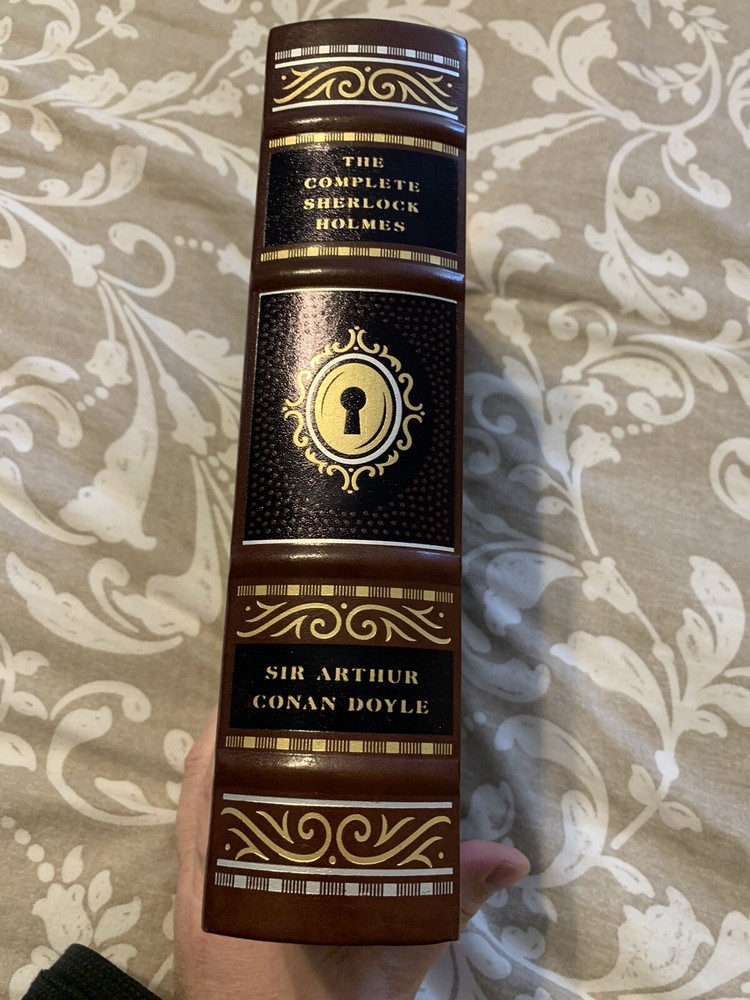 THE
COMPLETE
SHERLOCK
HOLMES
SIR ARTHUR
CONAN DOYLE